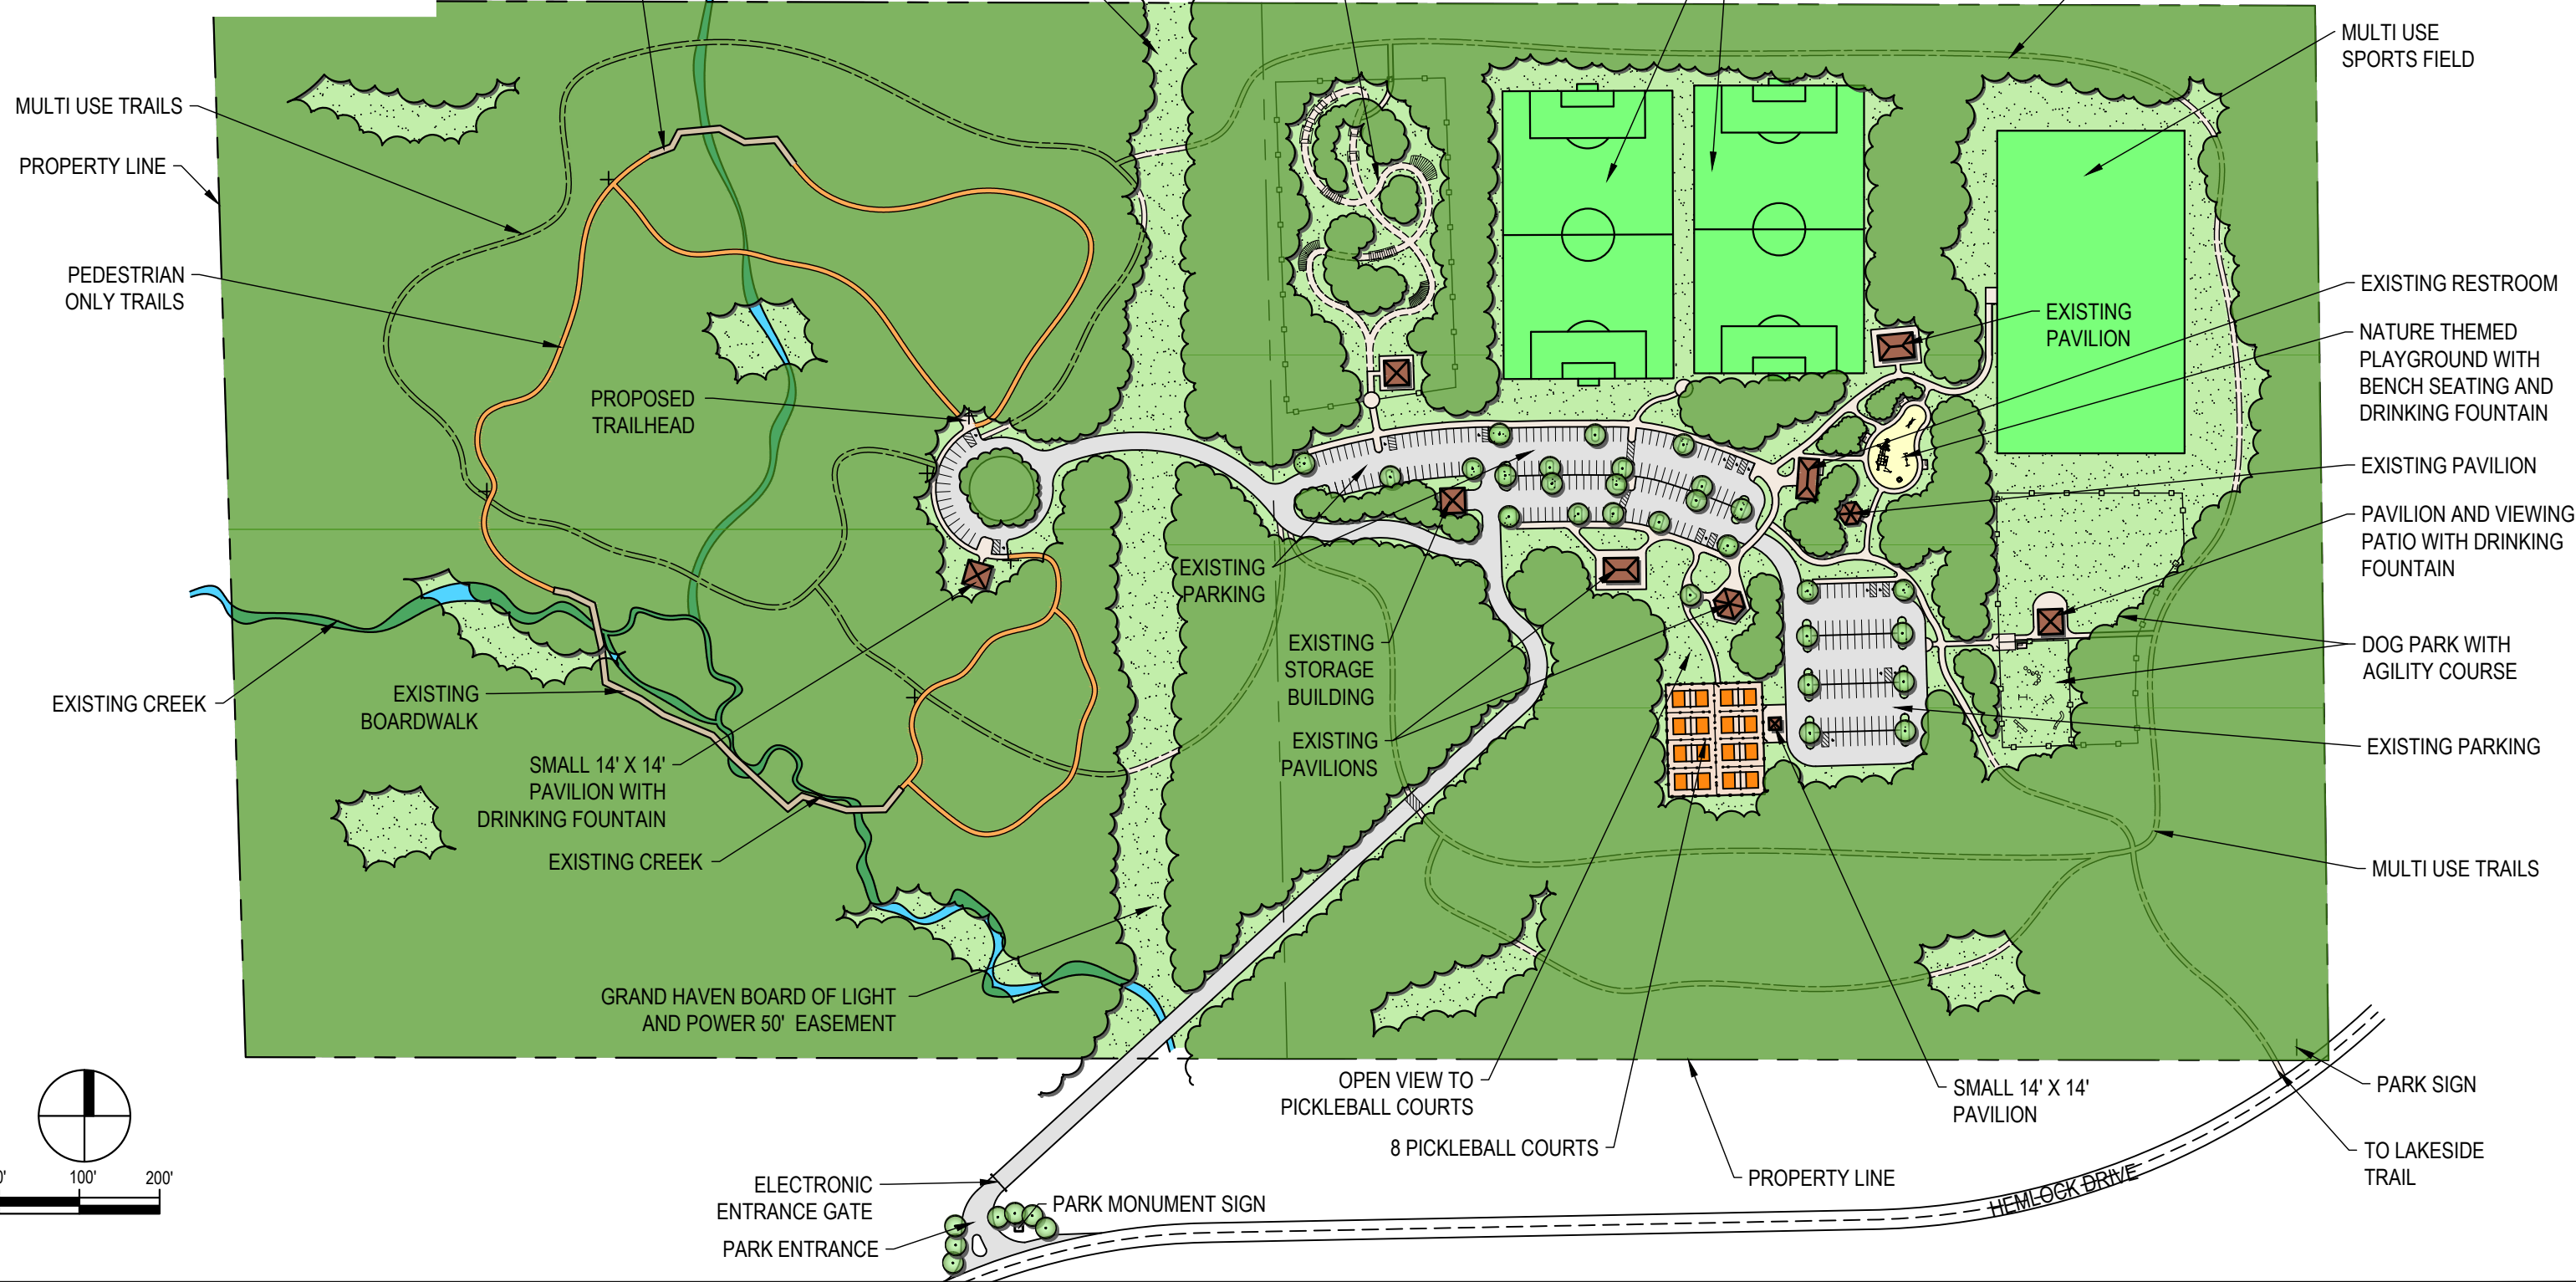 MULTI USE TRAILS
PROPERTY LINE
PEDESTRIAN
ONLY TRAILS
PROPOSED
TRAILHEAD
EXISTING CREEK
EXISTING
BOARDWALK
SMALL 14' X 14'
PAVILION WITH
DRINKING FOUNTAIN
EXISTING CREEK
GRAND HAVEN BOARD OF LIGHT
AND POWER 50' EASEMENT
EXISTING
PARKING
EXISTING
STORAGE
BUILDING
EXISTING
PAVILIONS
MULTI USE
SPORTS FIELD
EXISTING
PAVILION
EXISTING RESTROOM
NATURE THEMED
PLAYGROUND WITH
BENCH SEATING AND
DRINKING FOUNTAIN
EXISTING PAVILION
PAVILION AND VIEWING
PATIO WITH DRINKING
FOUNTAIN
DOG PARK WITH
AGILITY COURSE
EXISTING PARKING
MULTI USE TRAILS
OPEN VIEW TO
PICKLEBALL COURTS
8 PICKLEBALL COURTS
SMALL 14' X 14'
PAVILION
PROPERTY LINE
PARK SIGN
TO LAKESIDE
TRAIL
HEMLOCK DRIVE
ELECTRONIC
ENTRANCE GATE
PARK MONUMENT SIGN
PARK ENTRANCE
100' 200'